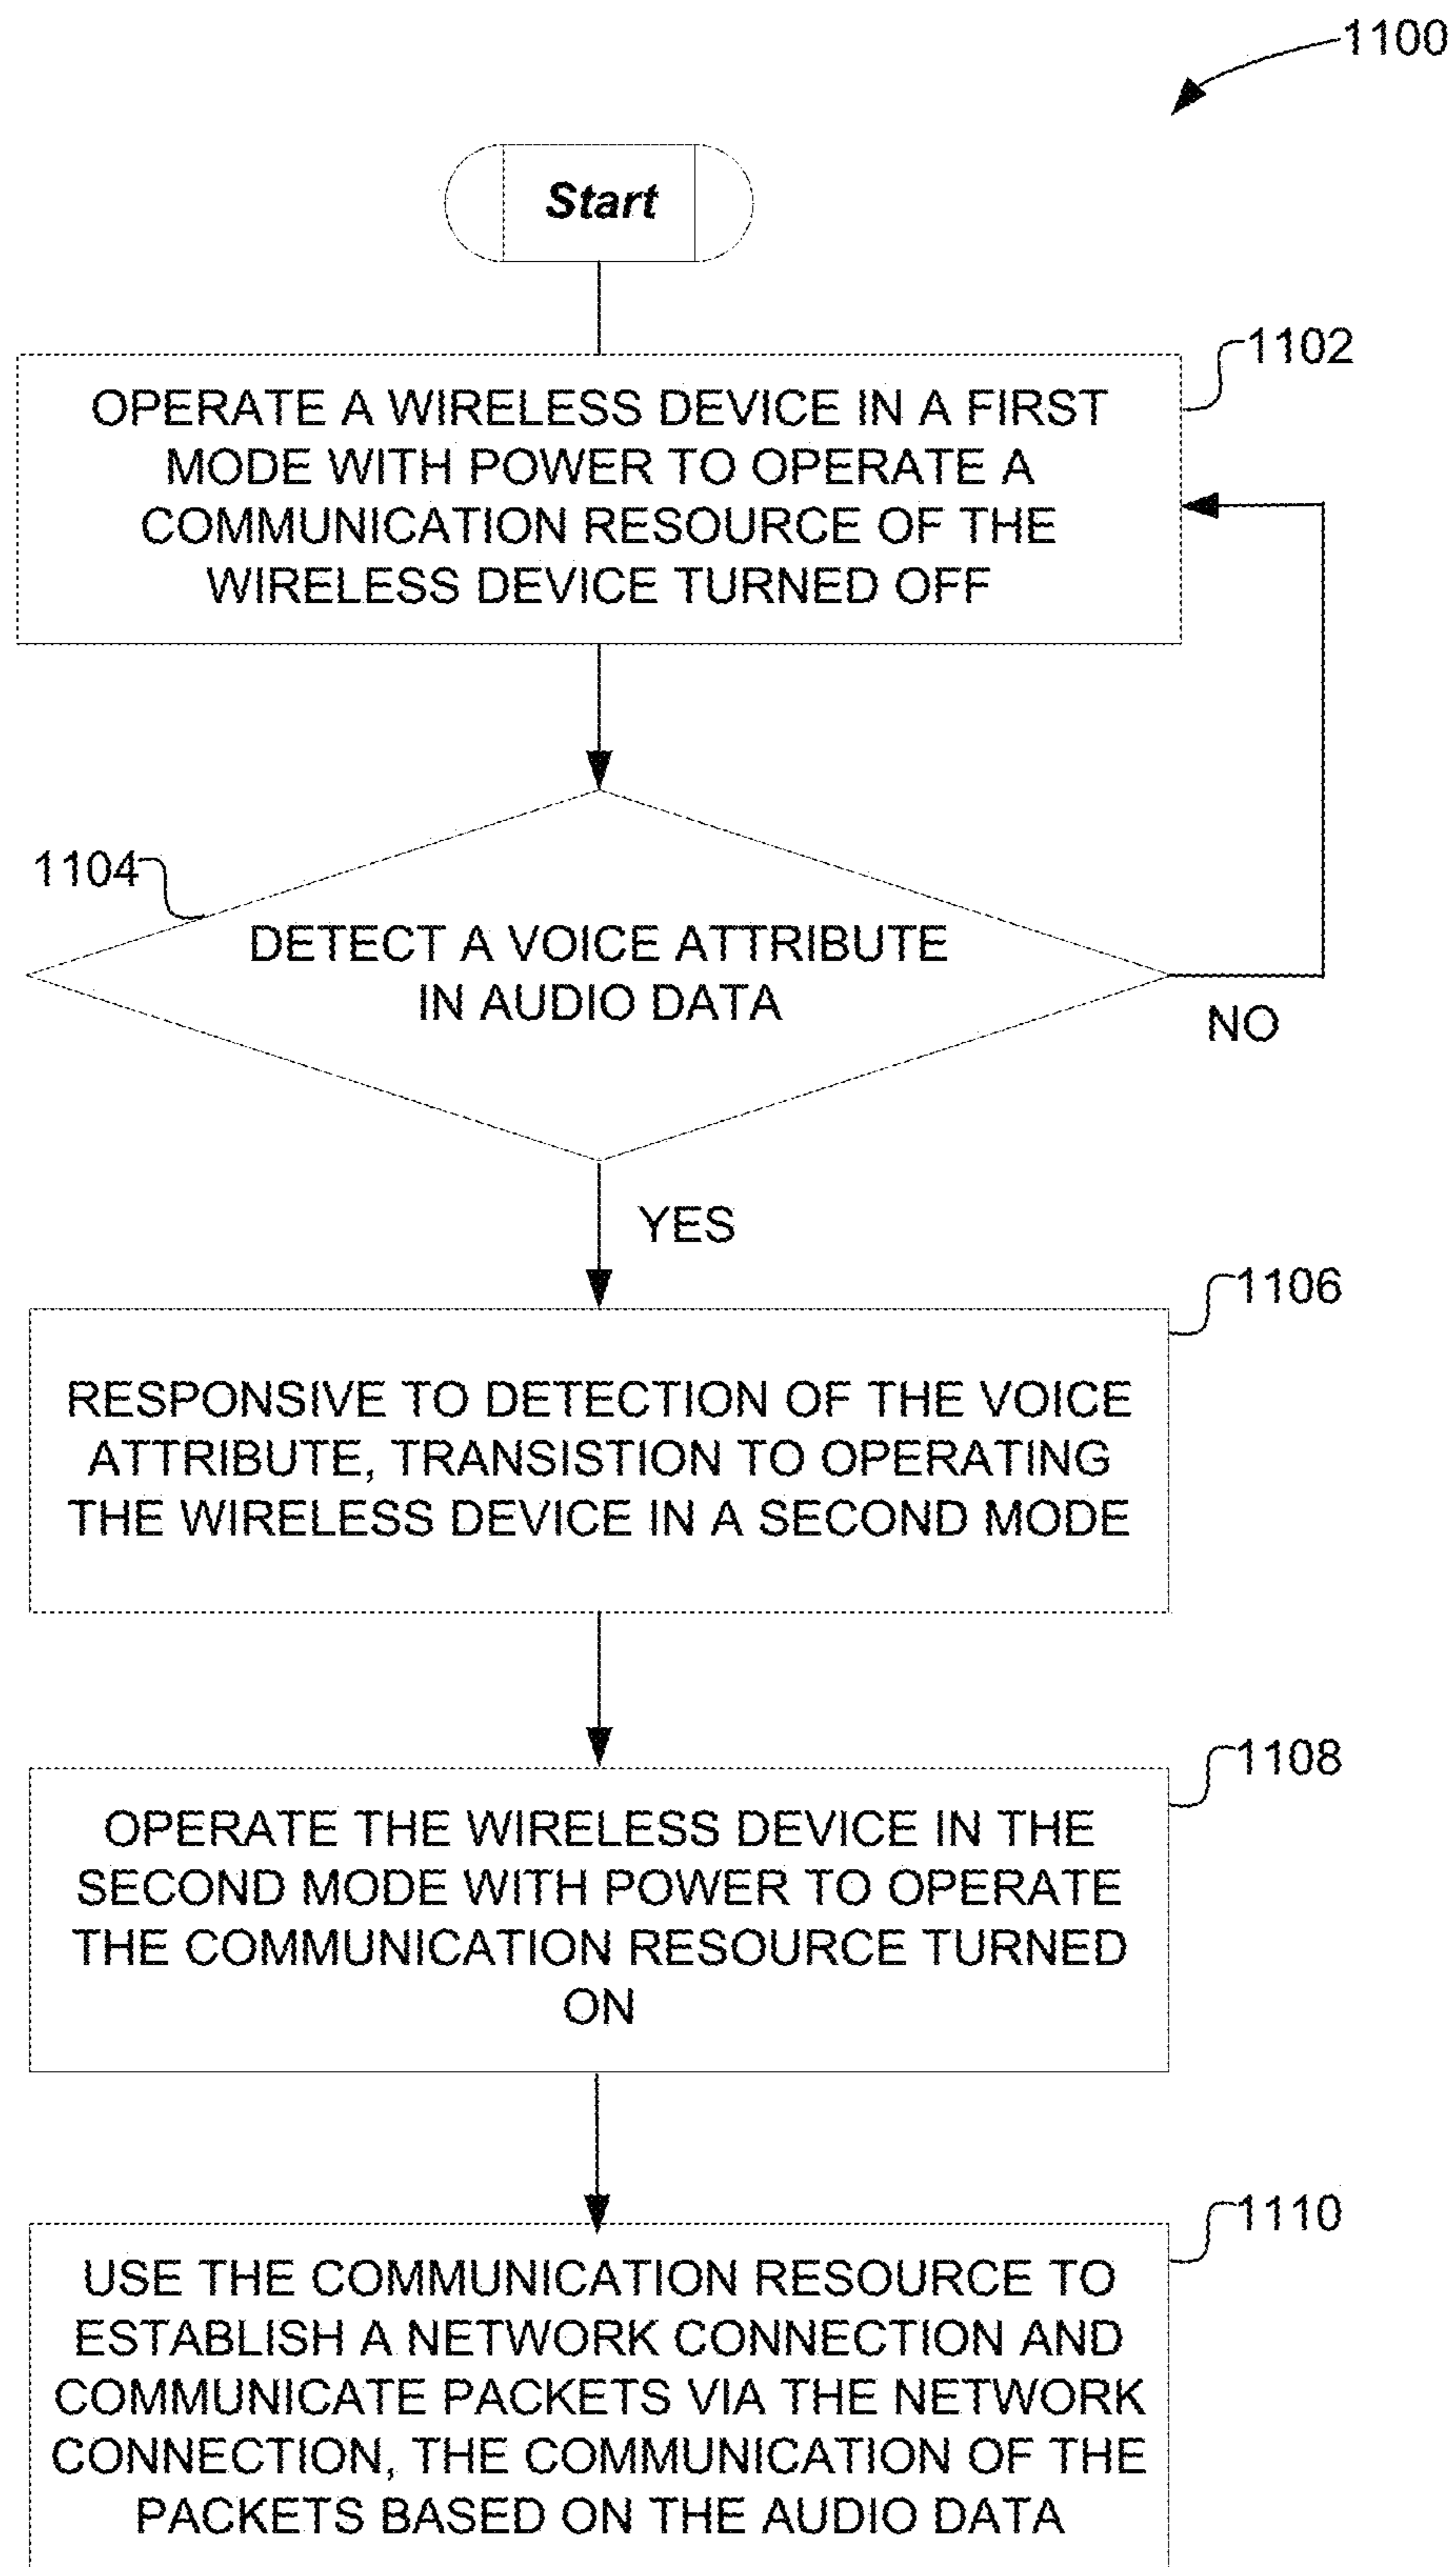 1100
Start
1102
OPERATE A WIRELESS DEVICE IN A FIRST
MODE WITH POWER TO OPERATE A
COMMUNICATION RESOURCE OF THE
WIRELESS DEVICE TURNED OFF
1104
DETECT A VOICE ATTRIBUTE
IN AUDIO DATA
NO
YES
1106
RESPONSIVE TO DETECTION OF THE VOICE
ATTRIBUTE, TRANSISTION TO OPERATING
THE WIRELESS DEVICE IN A SECOND MODE
1108
OPERATE THE WIRELESS DEVICE IN THE
SECOND MODE WITH POWER TO OPERATE
THE COMMUNICATION RESOURCE TURNED
ON
1110
USE THE COMMUNICATION RESOURCE TO
ESTABLISH A NETWORK CONNECTION AND
COMMUNICATE PACKETS VIA THE NETWORK
CONNECTION, THE COMMUNICATION OF THE
PACKETS BASED ON THE AUDIO DATA